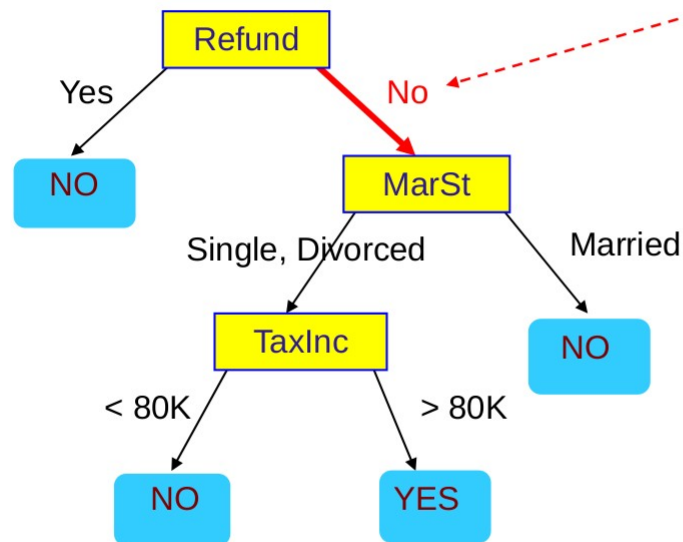 Refund
Yes
No
NO
MarSt
Single, Divorced
Married
TaxInc
NO
< 80K
> 80K
NO
YES